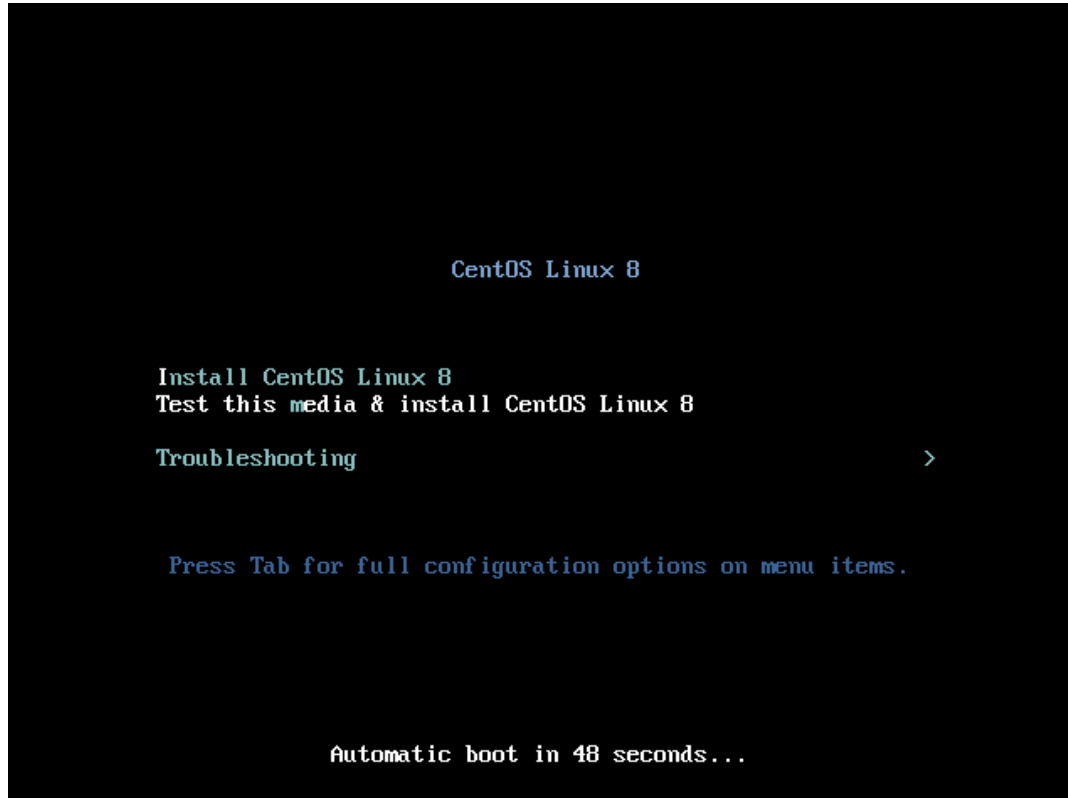 CentOS Linux 8
Install CentOS Linux 8
Test this media & install CentOS Linux 8
Troubleshooting >
Press Tab for full configuration options on menu items.
Automatic boot in 48 seconds...